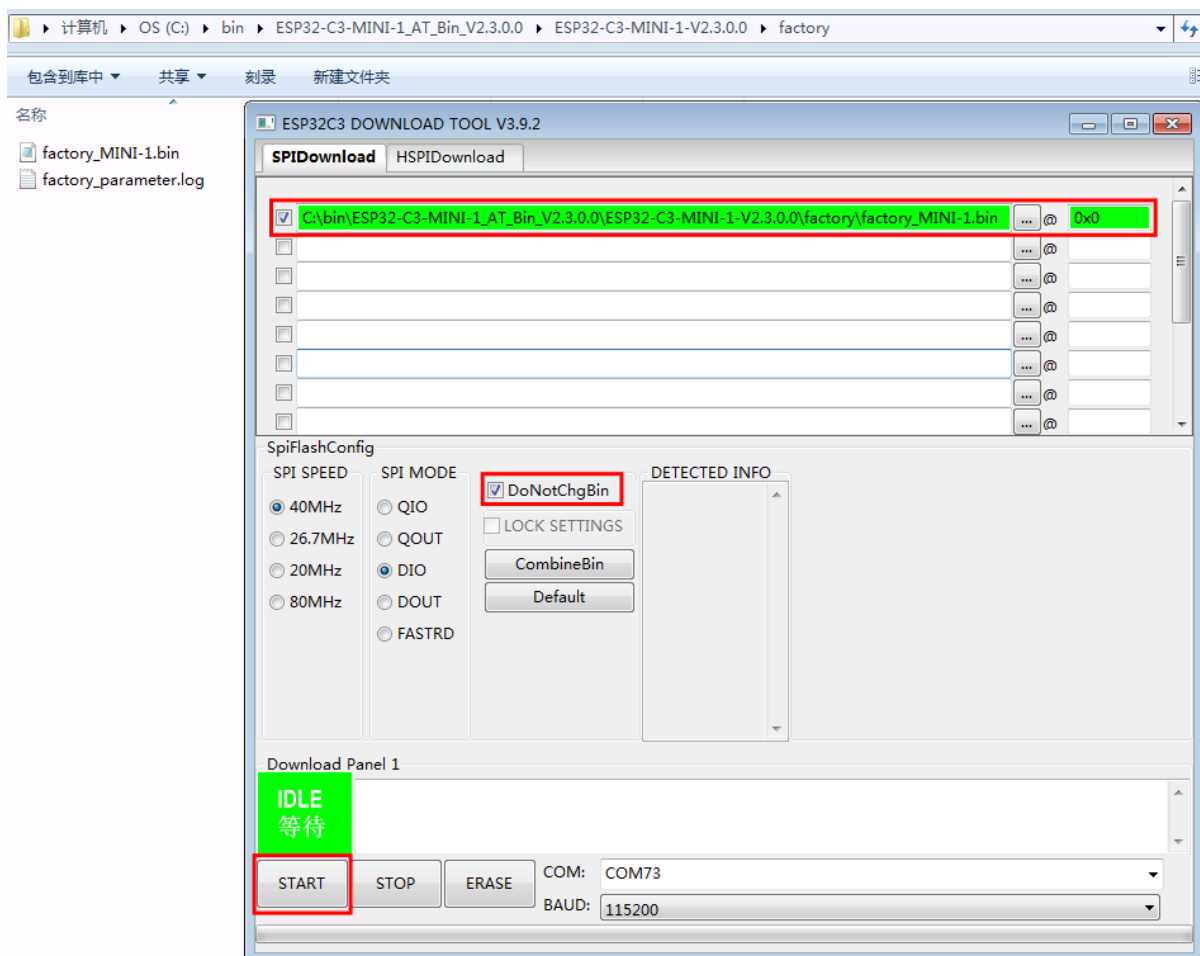 计算机 ▸ OS (C:) ▸ bin ▸ ESP32-C3-MINI-1_AT_Bin_V2.3.0.0 ▸ ESP32-C3-MINI-1-V2.3.0.0 ▸ factory
包含到库中 共享 刻录 新建文件夹
名称
factory_MINI-1.bin
factory_parameter.log
ESP32C3 DOWNLOAD TOOL V3.9.2
SPIDownload HSPIDownload
C:\bin\ESP32-C3-MINI-1_AT_Bin_V2.3.0.0\ESP32-C3-MINI-1-V2.3.0.0\factory\factory_MINI-1.bin ... @ 0x0
... @
... @
... @
... @
... @
... @
... @
SpiFlashConfig
SPI SPEED
40MHz
26.7MHz
20MHz
80MHz
SPI MODE
QIO
QOUT
DIO
DOUT
FASTRD
DoNotChgBin
LOCK SETTINGS
CombineBin
Default
DETECTED INFO
Download Panel 1
IDLE
等待
START STOP ERASE
COM: COM73
BAUD: 115200